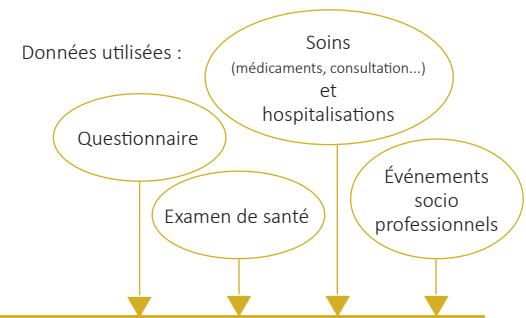 Données utilisées :
Soins
(médicaments, consultation...)
et
hospitalisations
Questionnaire
Examen de santé
Événements
socio
professionnels